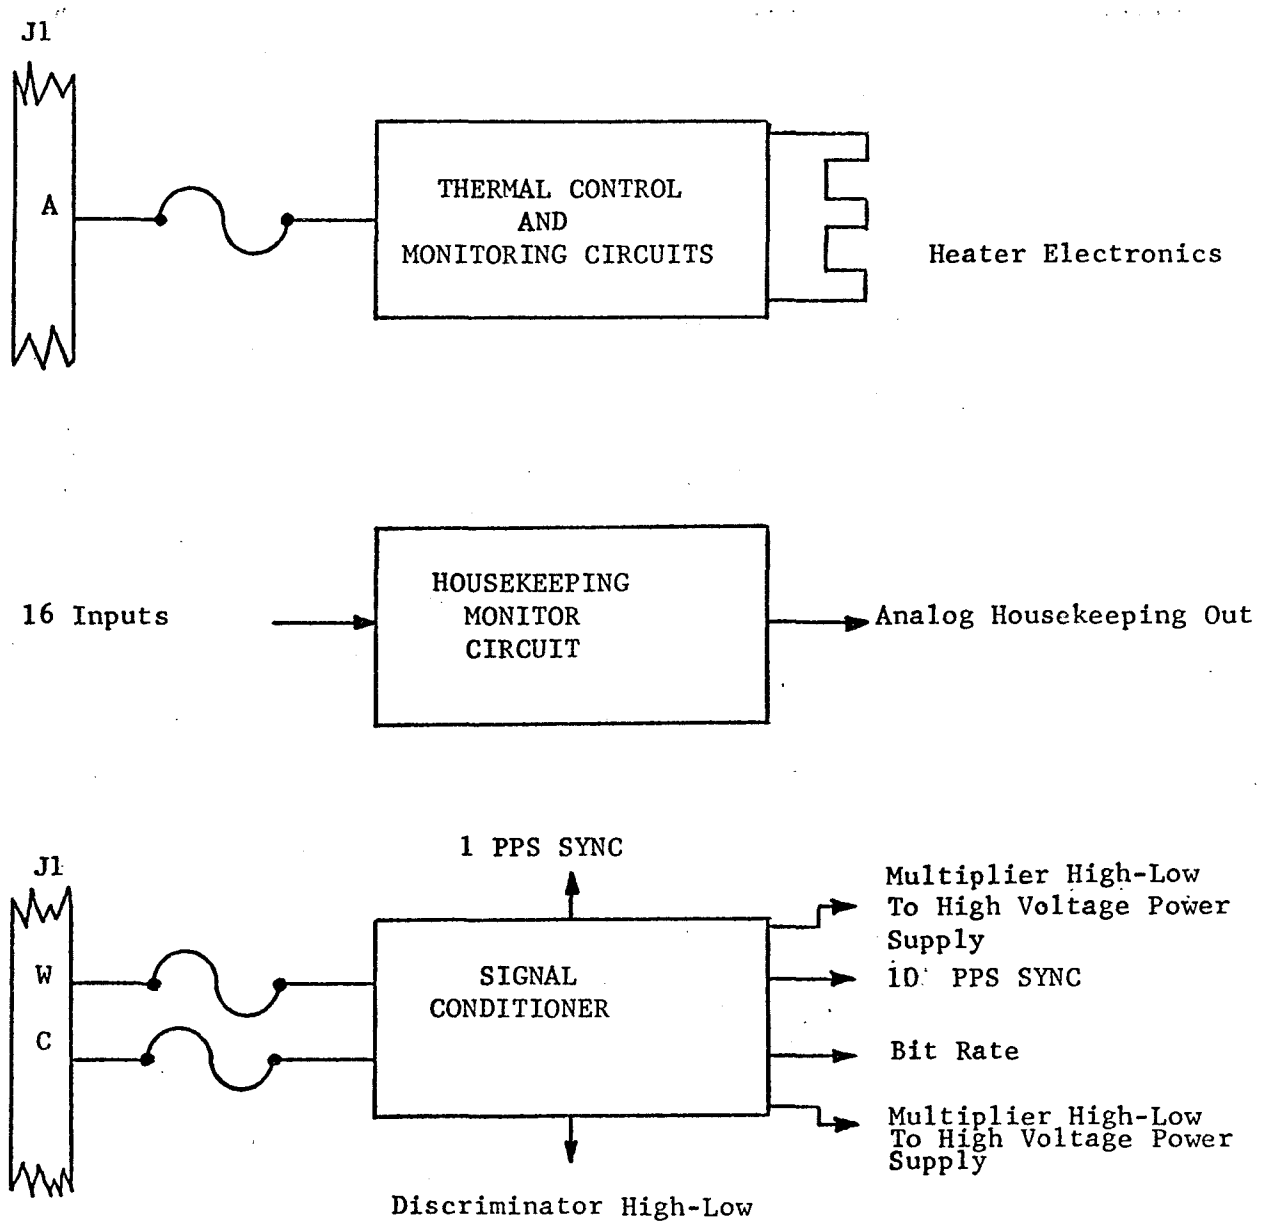 J1
A
THERMAL CONTROL
AND
MONITORING CIRCUITS
Heater Electronics
16 Inputs
HOUSEKEEPING
MONITOR
CIRCUIT
Analog Housekeeping Out
1 PPS SYNC
J1
W
C
SIGNAL
CONDITIONER
Multiplier High-Low
To High Voltage Power
Supply
10 PPS SYNC
Bit Rate
Multiplier High-Low
To High Voltage Power
Supply
Discriminator High-Low